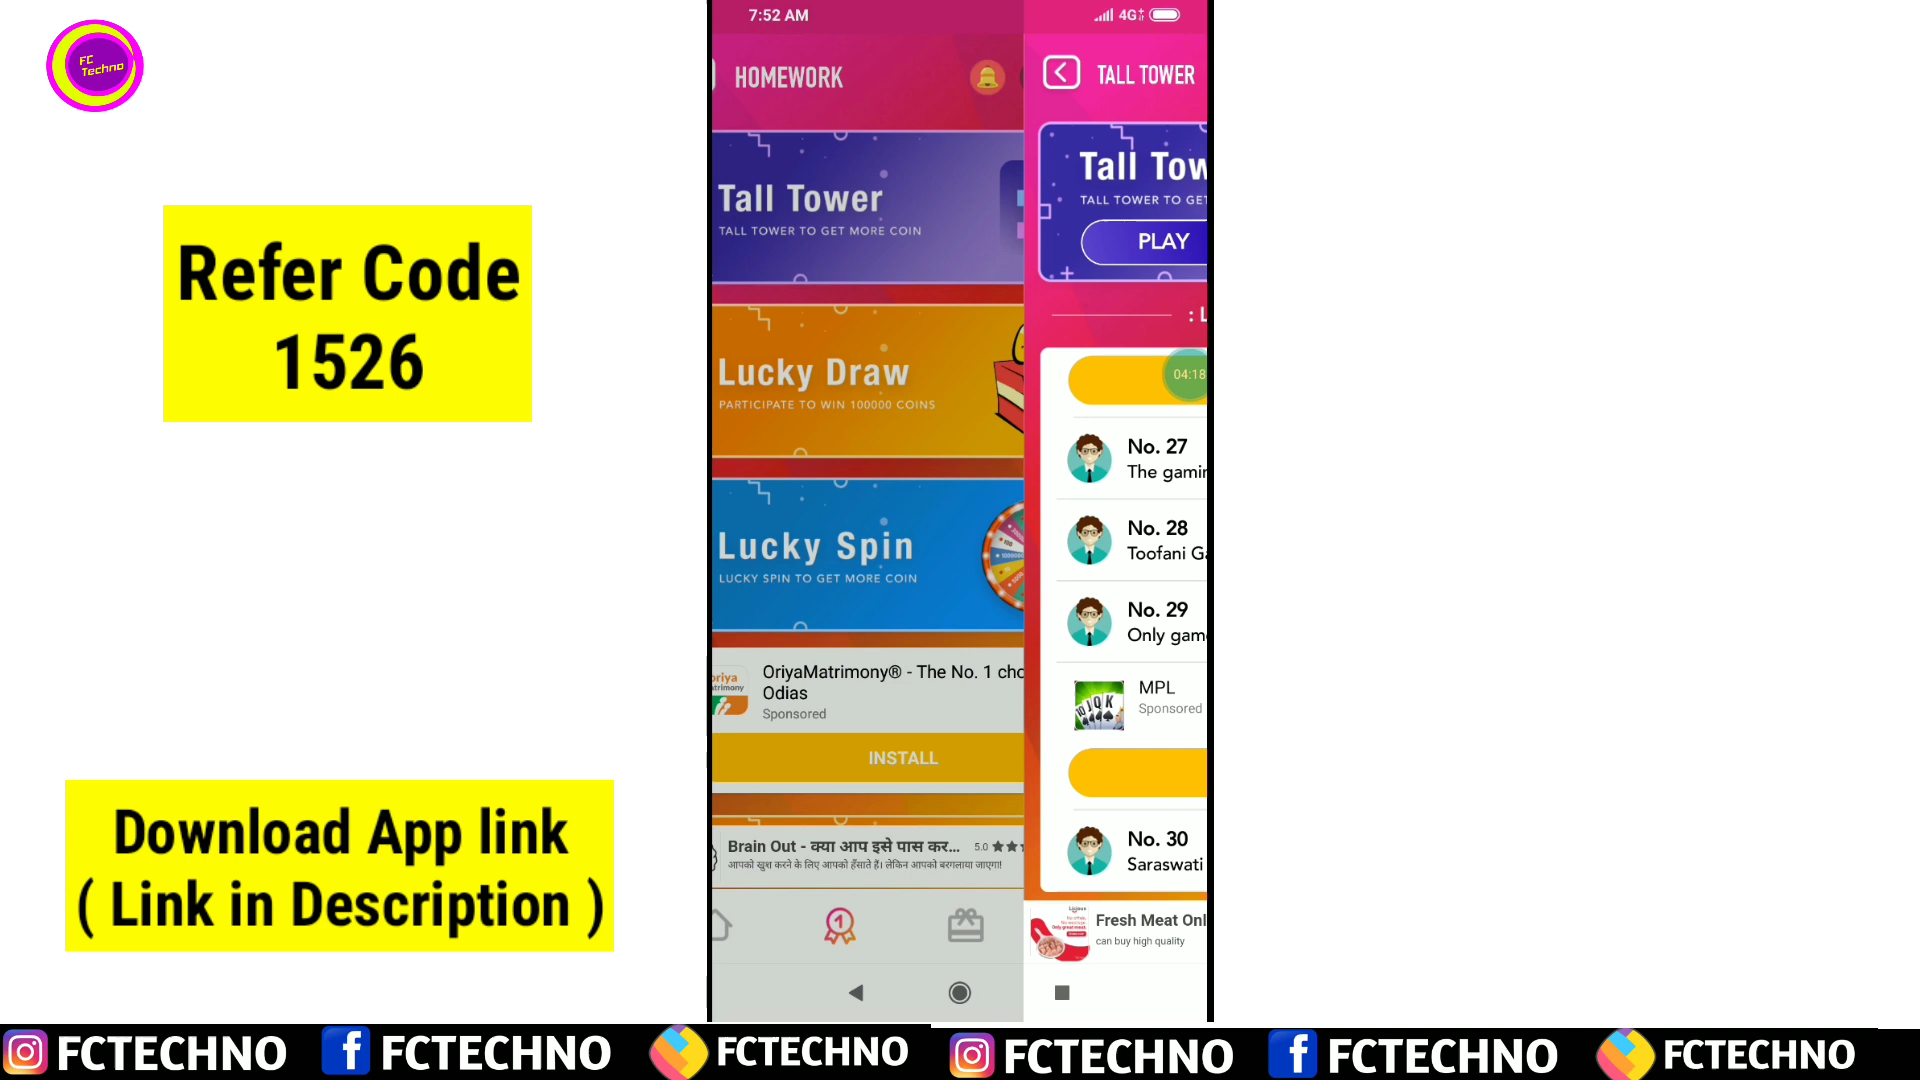 FC
Techno
Refer Code
1526
Download App link
( Link in Description )
7:52 AM
4G
HOMEWORK
Tall Tower
TALL TOWER TO GET MORE COIN
Lucky Draw
PARTICIPATE TO WIN 100000 COINS
Lucky Spin
LUCKY SPIN TO GET MORE COIN
OriyaMatrimony® - The No. 1 cho
Odias
Sponsored
INSTALL
Brain Out - क्या आप इसे पास कर... 5.0
आपको खुश करने के लिए आपको हँसाते हैं। लेकिन आपको बरगलाया जाएगा!
1
TALL TOWER
Tall Tow
TALL TOWER TO GET
PLAY
: L
04:18
No. 27
The gamin
No. 28
Toofani Ga
No. 29
Only game
MPL
Sponsored
No. 30
Saraswati
Fresh Meat Onl
can buy high quality
FCTECHNO FCTECHNO FCTECHNO FCTECHNO FCTECHNO FCTECHNO